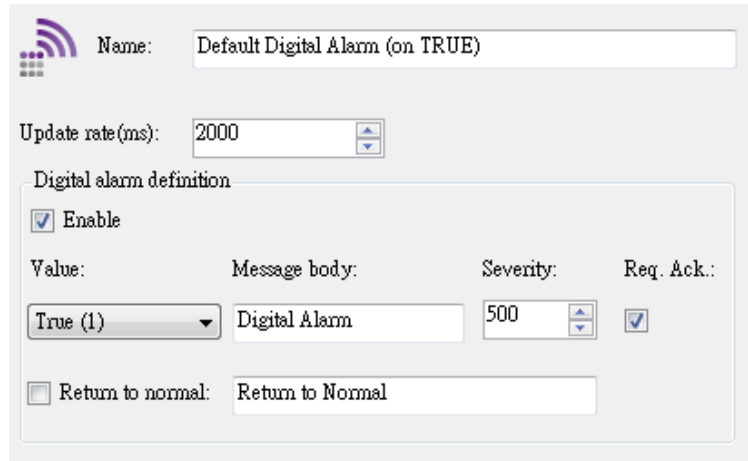 Name: Default Digital Alarm (on TRUE)
Update rate(ms): 2000
Digital alarm definition
Enable
Value: Message body: Severity: Req. Ack.:
True (1) Digital Alarm 500
Return to normal: Return to Normal